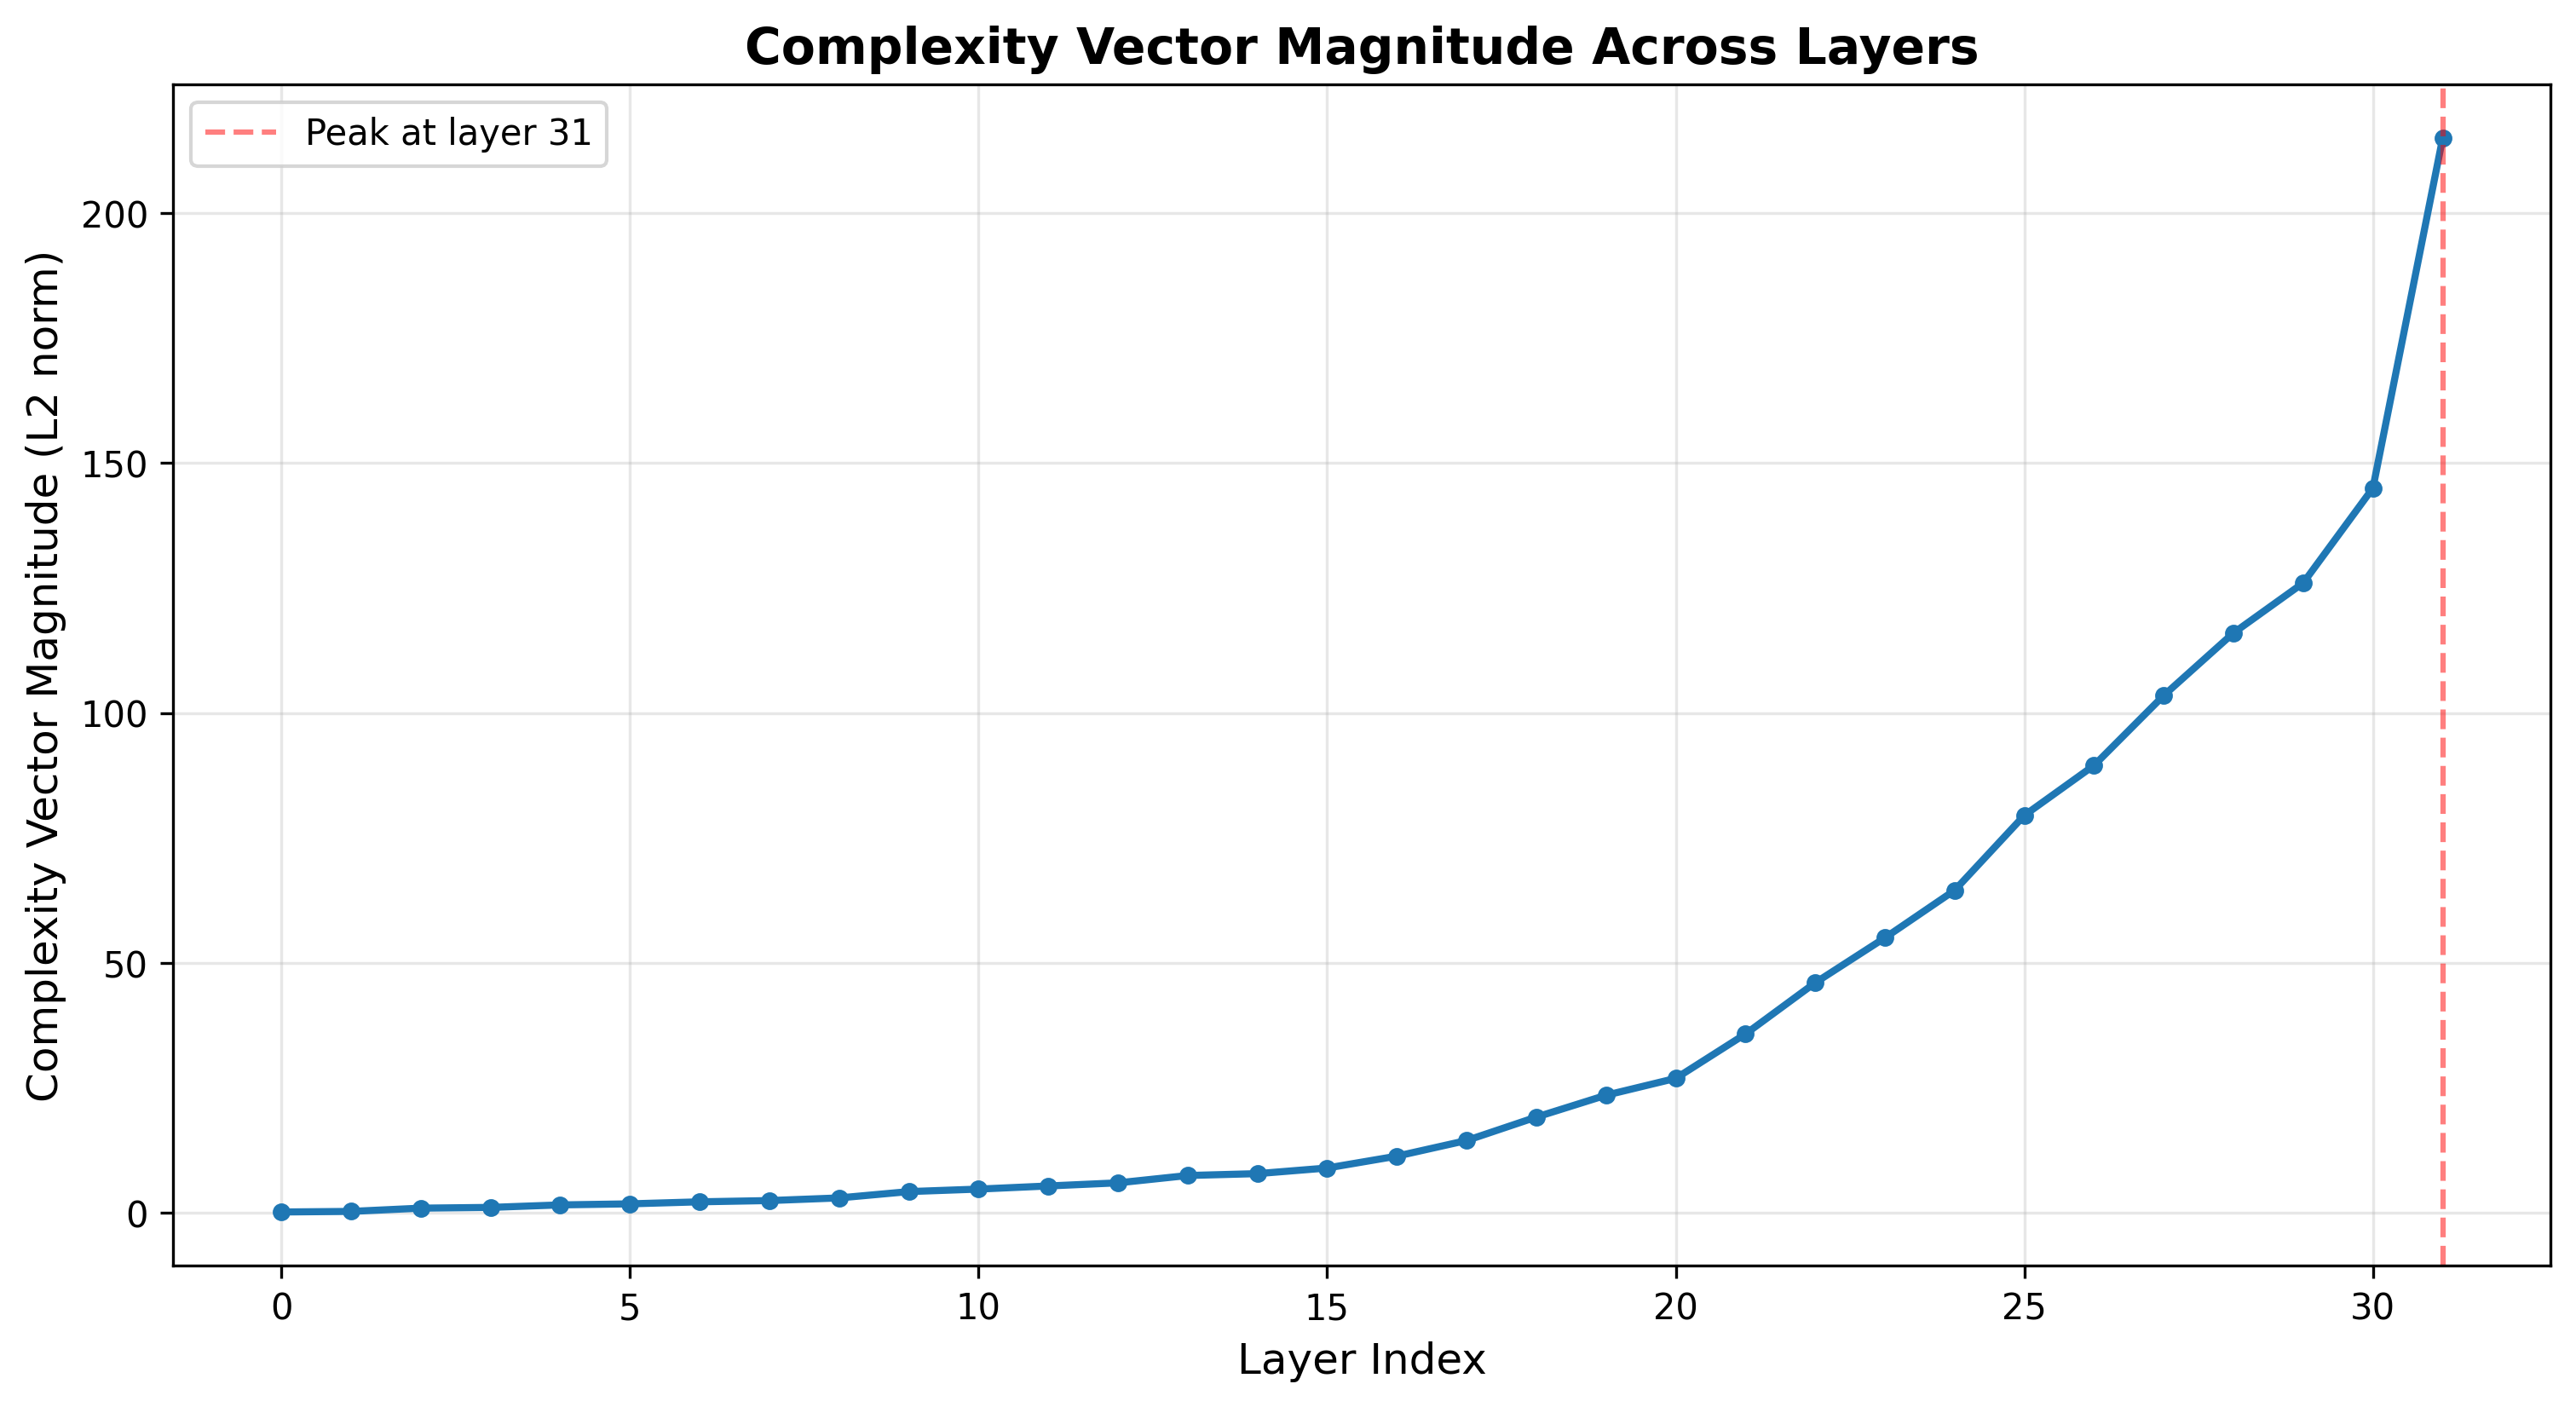 Complexity Vector Magnitude Across Layers
Peak at layer 31
Complexity Vector Magnitude (L2 norm)
200
150
100
50
0
0 5 10 15 20 25 30
Layer Index